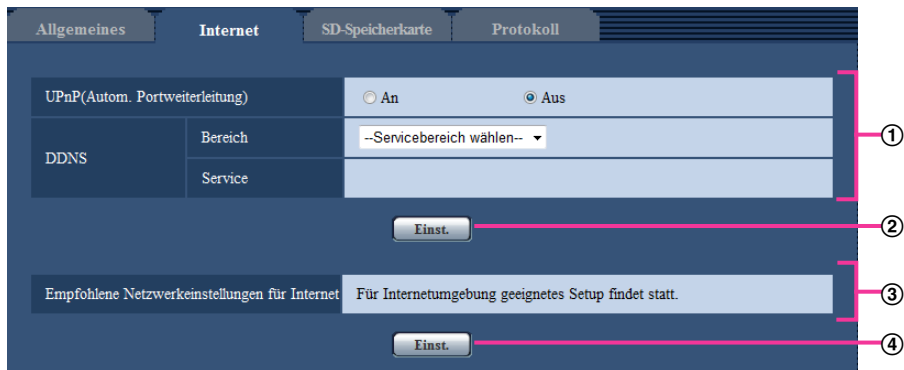 Allgemeines Internet SD-Speicherkarte Protokoll
UPnP(Autom. Portweiterleitung) An Aus
DDNS
Bereich --Servicebereich wählen--
Service
①
Einst. ②
Empfohlene Netzwerkeinstellungen für Internet Für Internetumgebung geeignetes Setup findet statt. ③
Einst. ④